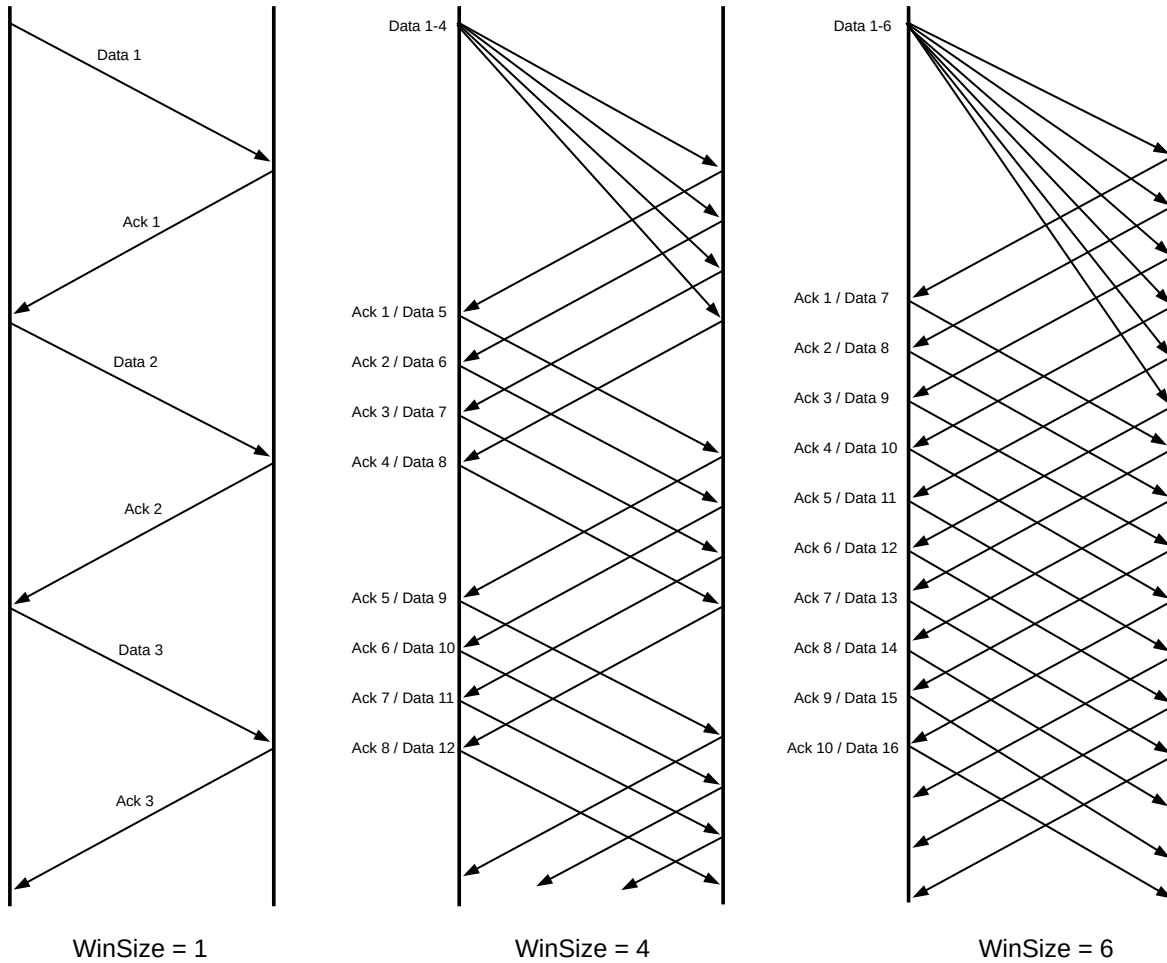 Data 1
Ack 1
Data 2
Ack 2
Data 3
Ack 3
WinSize = 1
Data 1-4
Ack 1 / Data 5
Ack 2 / Data 6
Ack 3 / Data 7
Ack 4 / Data 8
Ack 5 / Data 9
Ack 6 / Data 10
Ack 7 / Data 11
Ack 8 / Data 12
WinSize = 4
Data 1-6
Ack 1 / Data 7
Ack 2 / Data 8
Ack 3 / Data 9
Ack 4 / Data 10
Ack 5 / Data 11
Ack 6 / Data 12
Ack 7 / Data 13
Ack 8 / Data 14
Ack 9 / Data 15
Ack 10 / Data 16
WinSize = 6